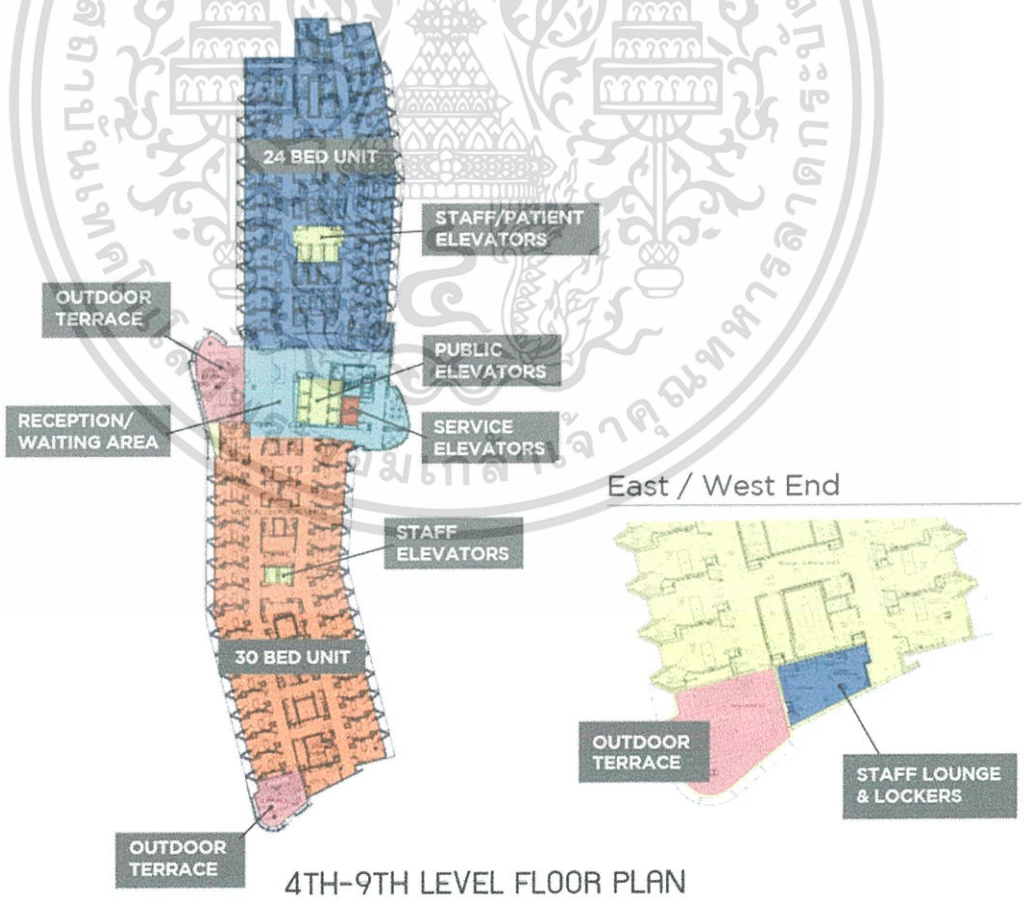 24 BED UNIT
STAFF/PATIENT
ELEVATORS
OUTDOOR
TERRACE
PUBLIC
ELEVATORS
RECEPTION/
WAITING AREA
SERVICE
ELEVATORS
East / West End
STAFF
ELEVATORS
30 BED UNIT
OUTDOOR
TERRACE
STAFF LOUNGE
& LOCKERS
OUTDOOR
TERRACE
4TH-9TH LEVEL FLOOR PLAN